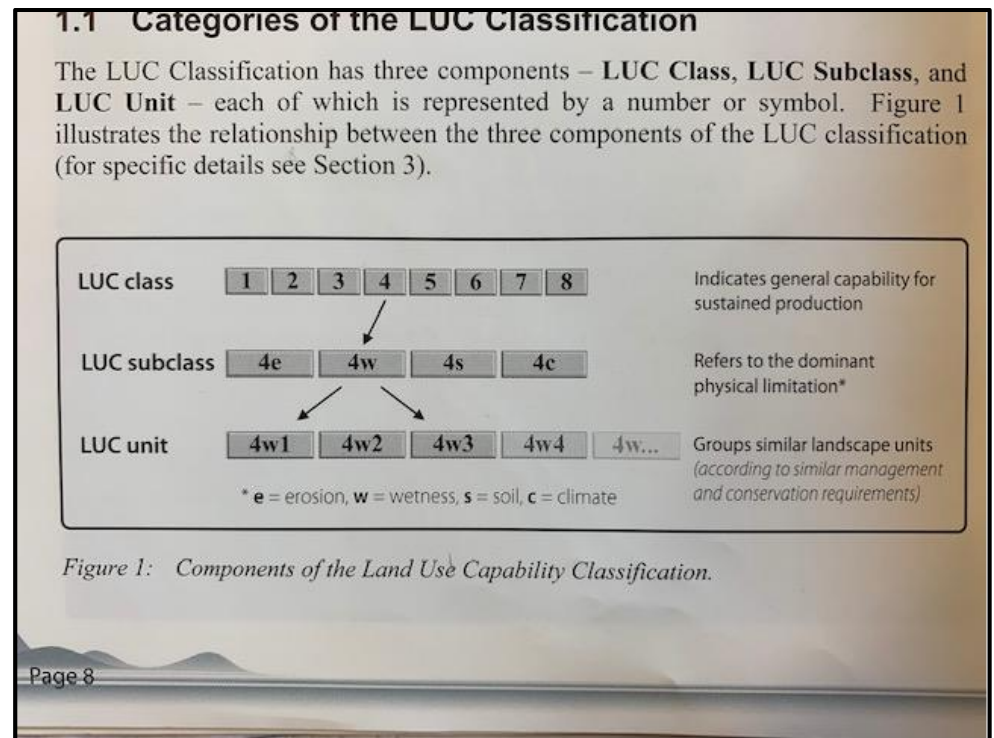 1.1 Categories of the LUC Classification
The LUC Classification has three components – LUC Class, LUC Subclass, and
LUC Unit – each of which is represented by a number or symbol. Figure 1
illustrates the relationship between the three components of the LUC classification
(for specific details see Section 3).
LUC class 1 2 3 4 5 6 7 8 Indicates general capability for
sustained production
LUC subclass 4e 4w 4s 4c Refers to the dominant
physical limitation*
LUC unit 4w1 4w2 4w3 4w4 4w... Groups similar landscape units
(according to similar management
and conservation requirements)
* e = erosion, w = wetness, s = soil, c = climate
Figure 1: Components of the Land Use Capability Classification.
Page 8